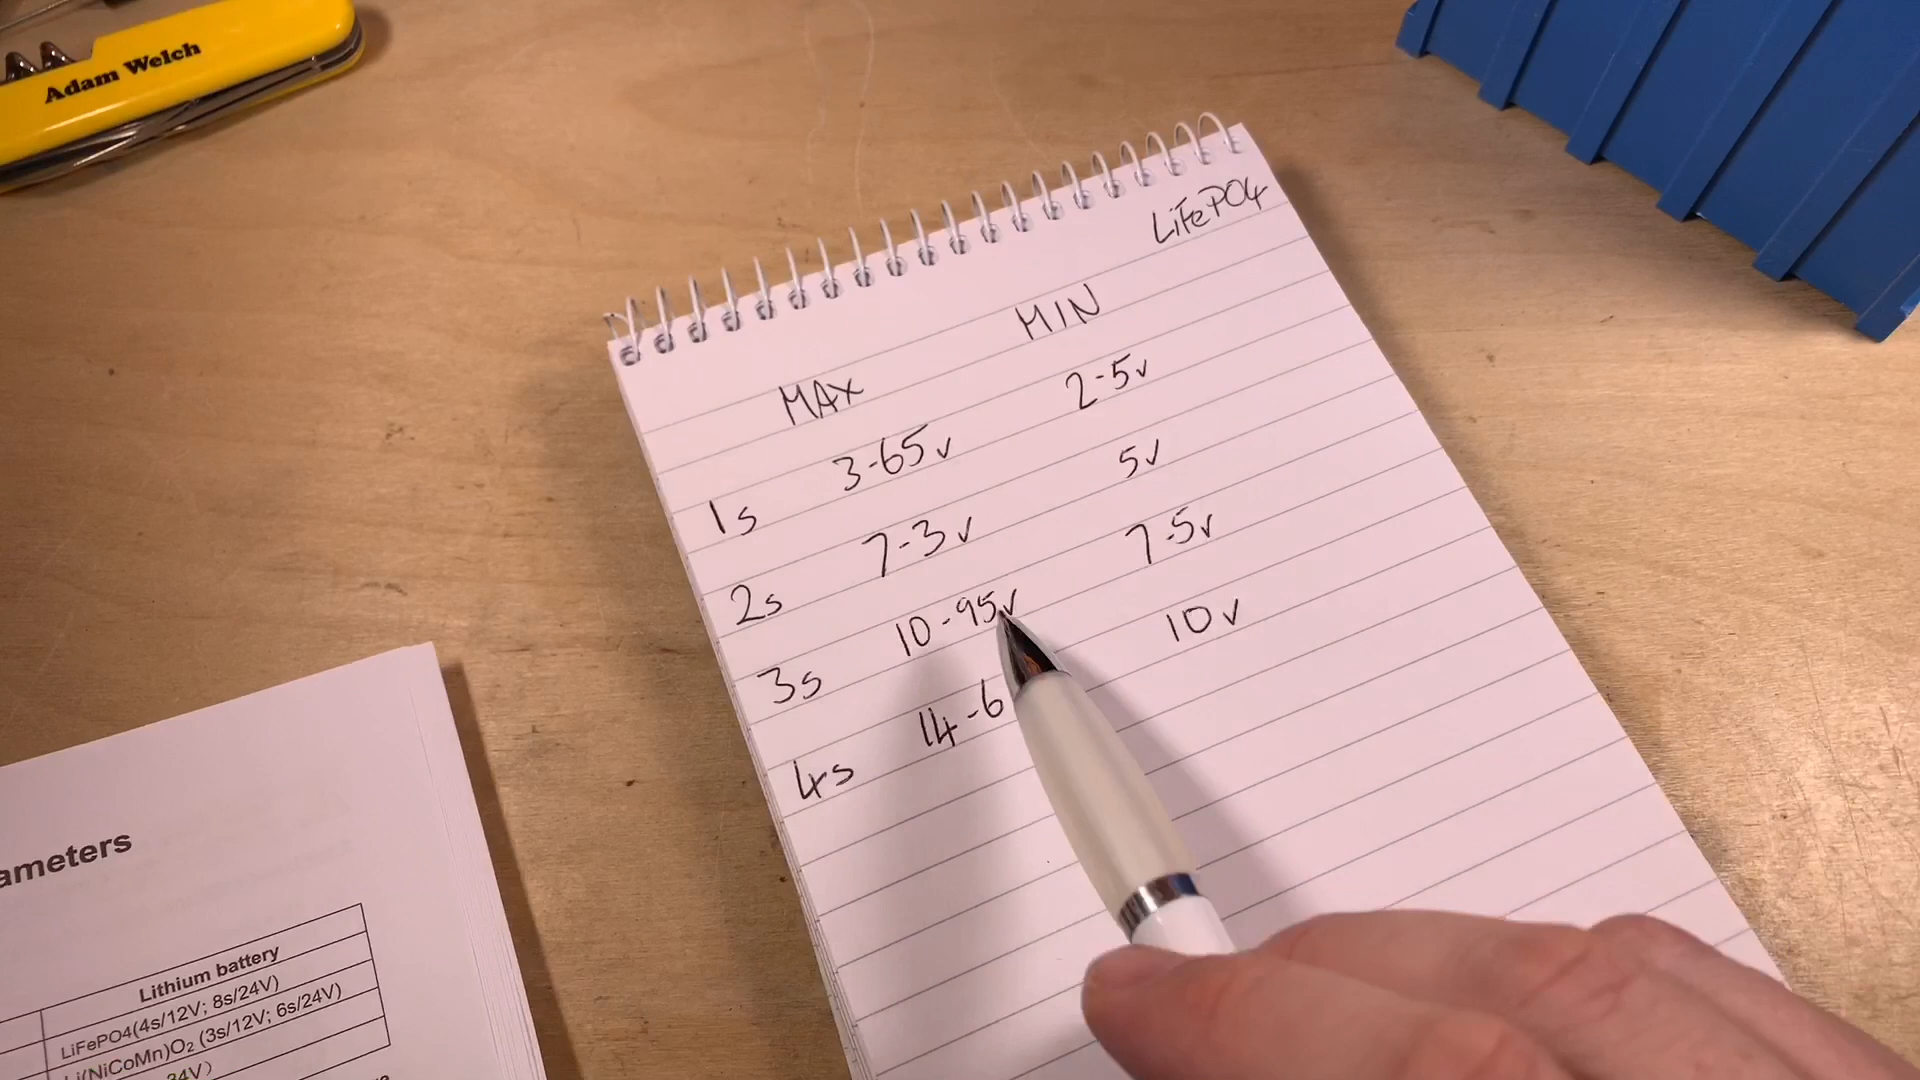 Adam Welch
LiFePO4
MAX MIN
1s 3-65v 2-5v
2s 7-3v 5v
3s 10-95v 7-5v
4s 14-6 10v
ameters
Lithium battery
LiFePO4(4s/12V; 8s/24V)
Li(NiCoMn)O2 (3s/12V; 6s/24V)
24V)